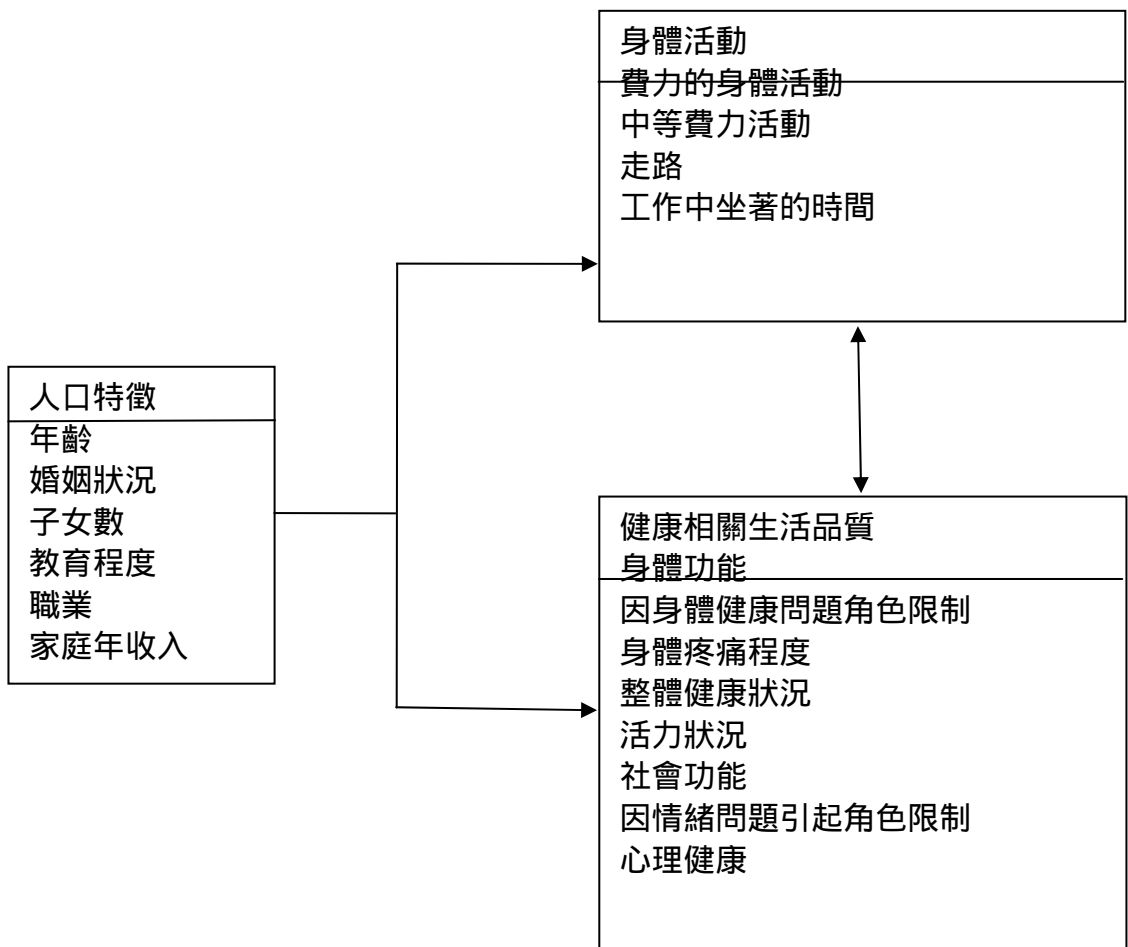 身體活動
費力的身體活動
中等費力活動
走路
工作中坐著的時間
人口特徵
年齡
婚姻狀況
子女數
教育程度
職業
家庭年收入
健康相關生活品質
身體功能
因身體健康問題角色限制
身體疼痛程度
整體健康狀況
活力狀況
社會功能
因情緒問題引起角色限制
心理健康